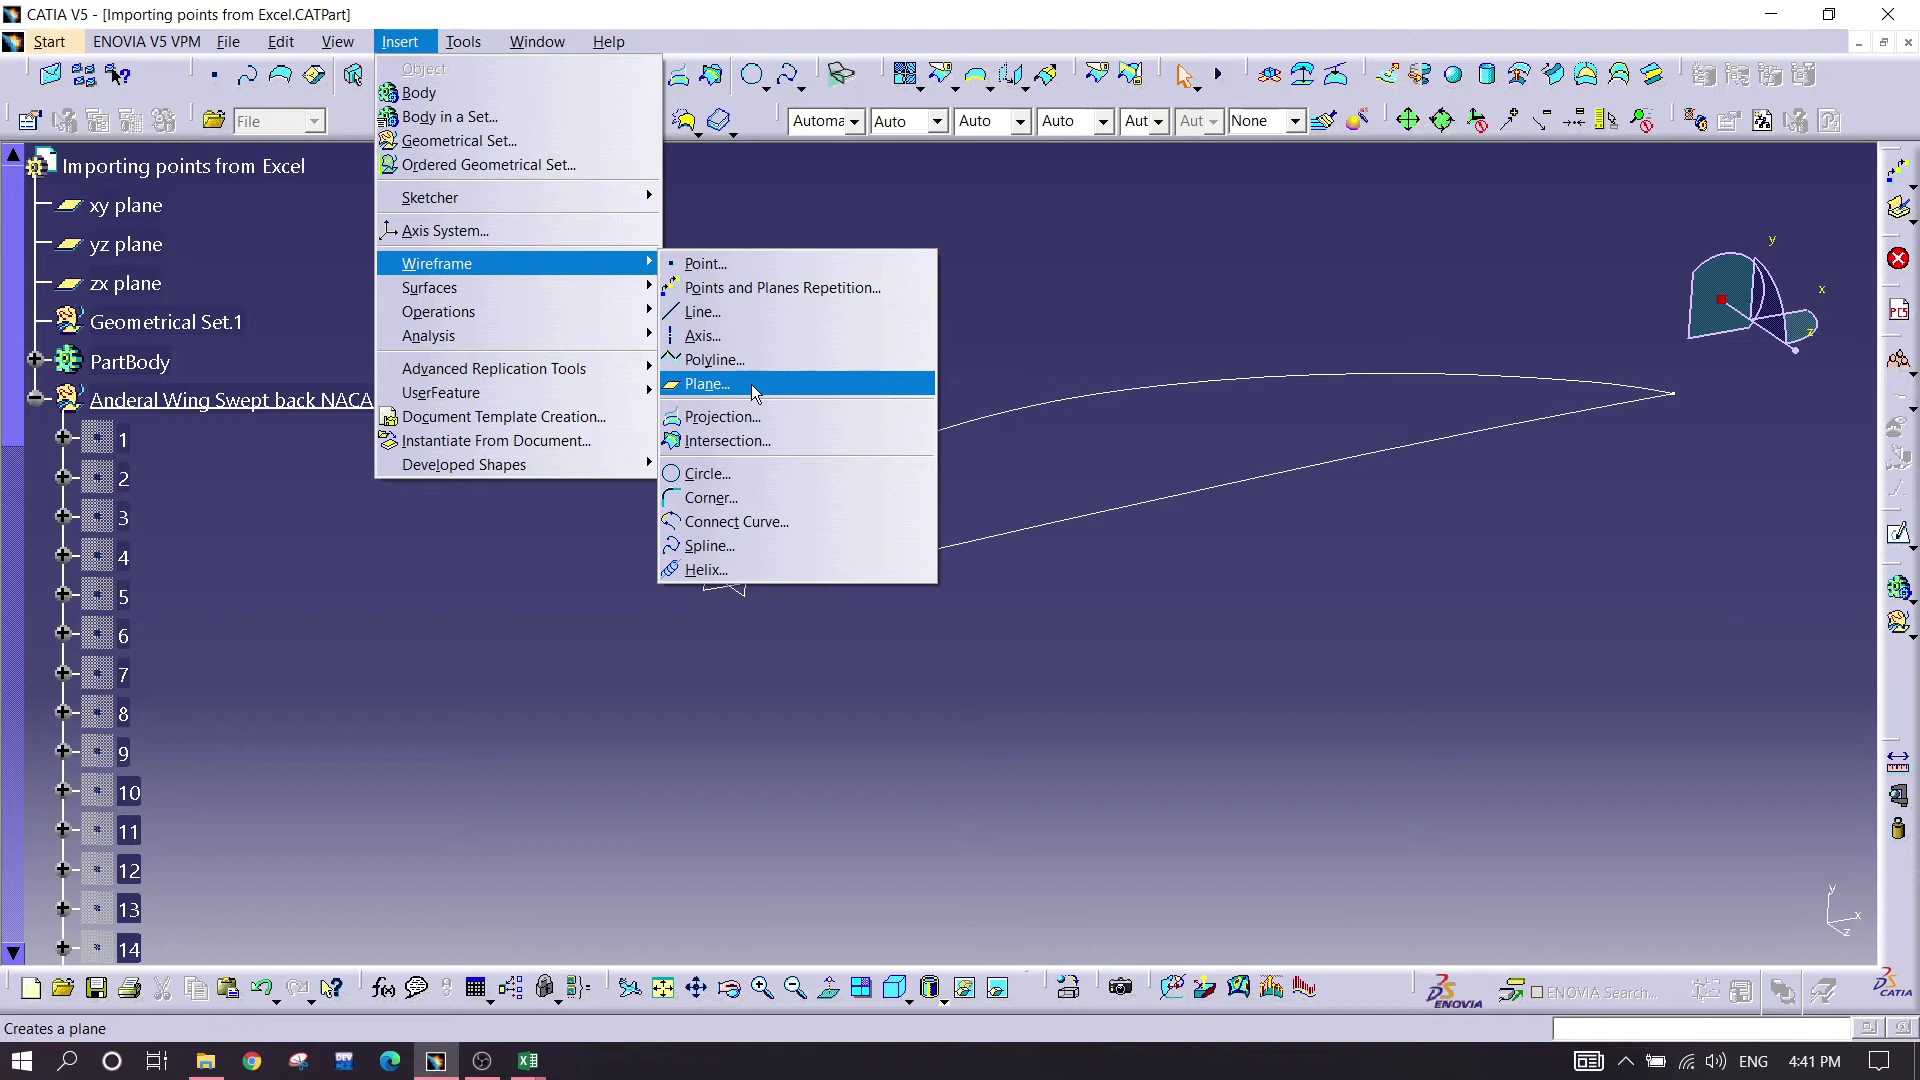 CATIA V5 - [Importing points from Excel.CATPart]
Start
ENOVIA V5 VPM
File
Edit
View
Insert
Tools
Window
Help
File
Automa
Auto
Auto
Auto
Aut
Aut
None
Object
Body
Body in a Set...
Geometrical Set...
Ordered Geometrical Set...
Sketcher
Axis System...
Wireframe
Surfaces
Operations
Analysis
Advanced Replication Tools
UserFeature
Document Template Creation...
Instantiate From Document...
Developed Shapes
Point...
Points and Planes Repetition...
Line...
Axis...
Polyline...
Plane...
Projection...
Intersection...
Circle...
Corner...
Connect Curve...
Spline...
Helix...
Importing points from Excel
xy plane
yz plane
zx plane
Geometrical Set.1
PartBody
Anderal Wing Swept back NACA
1
2
3
4
5
6
7
8
9
10
11
12
13
14
y
x
z
PCS
y
x
z
f(x)
ENOVIA
ENOVIA Search...
CATIA
Creates a plane
DEV
ENG
4:41 PM